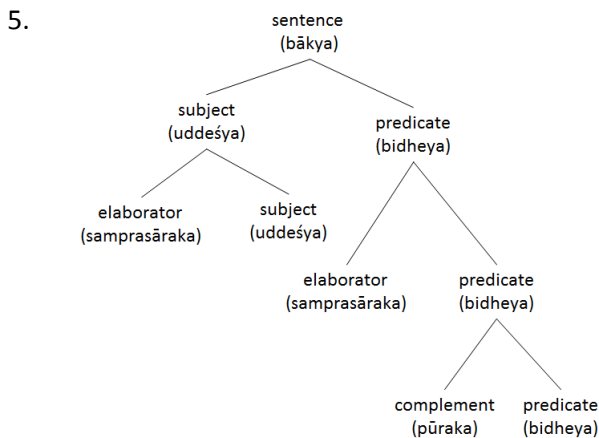 5.
sentence
(bākya)
subject
(uddeśya)
predicate
(bidheya)
elaborator
(samprasāraka)
subject
(uddeśya)
elaborator
(samprasāraka)
predicate
(bidheya)
complement
(pūraka)
predicate
(bidheya)